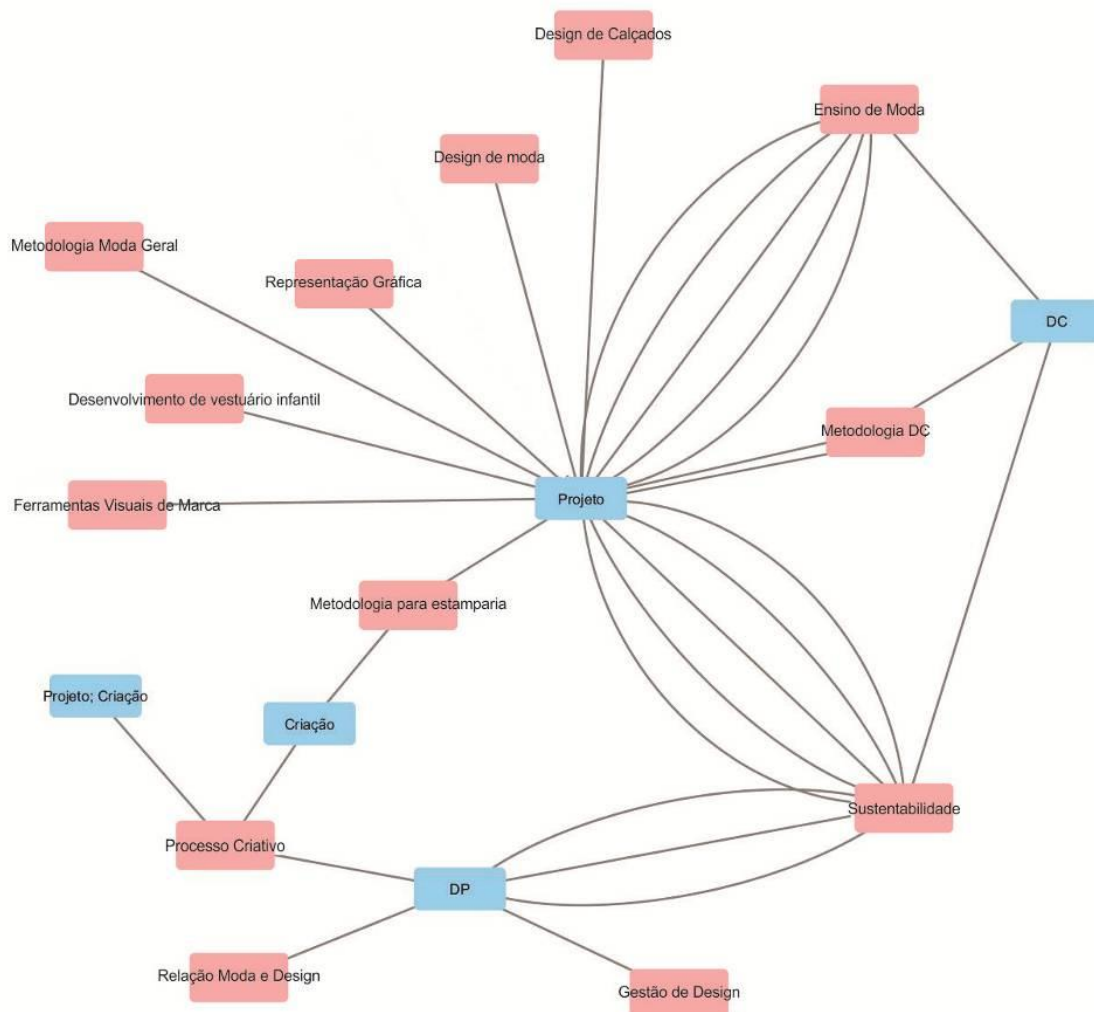 Design de Calçados
Ensino de Moda
Design de moda
Metodologia Moda Geral
Representação Gráfica
DC
Desenvolvimento de vestuário infantil
Metodologia DC
Projeto
Ferramentas Visuais de Marca
Metodologia para estamparia
Projeto; Criação
Criação
Sustentabilidade
Processo Criativo
DP
Relação Moda e Design
Gestão de Design